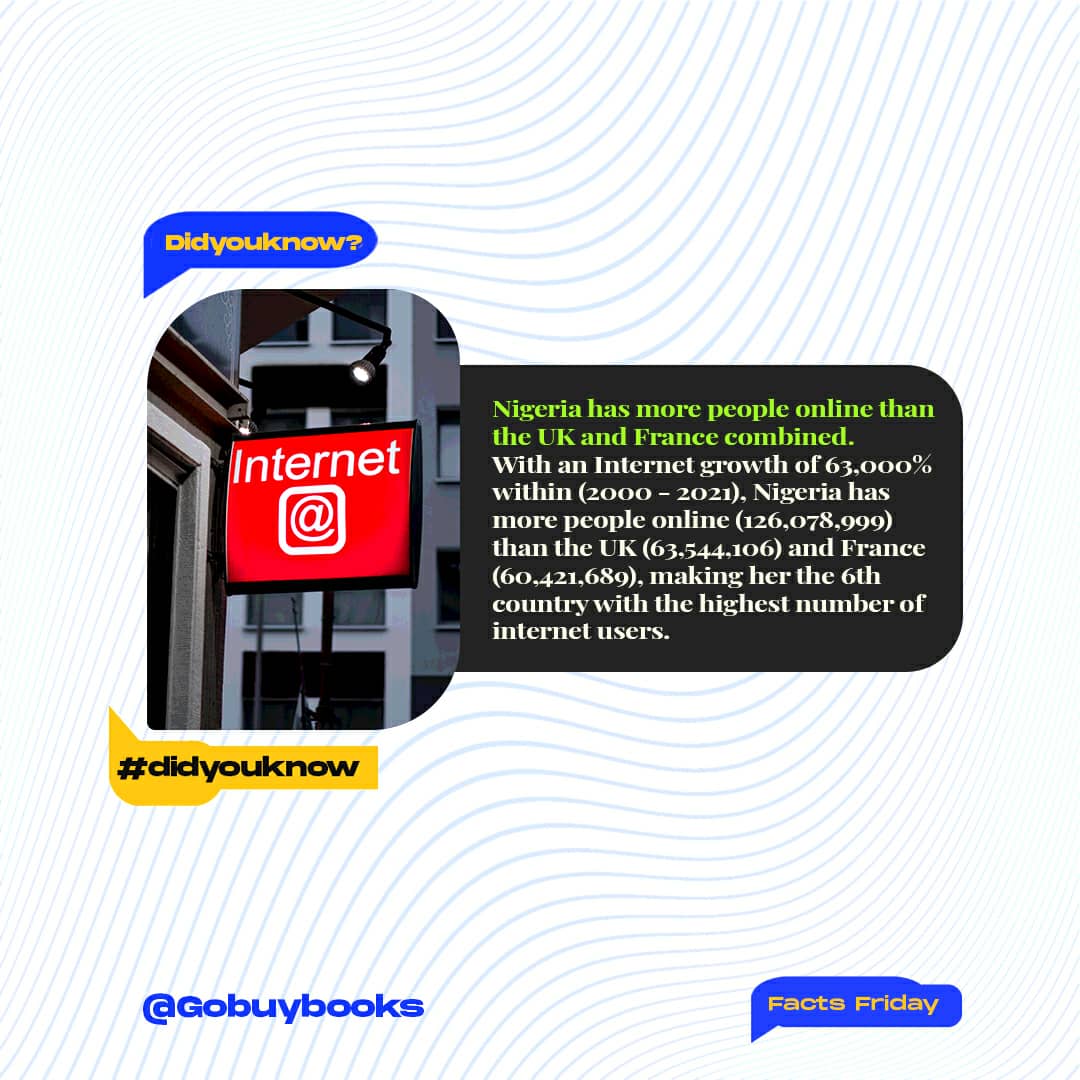 Didyouknow?
Internet
@
Nigeria has more people online than
the UK and France combined.
With an Internet growth of 63,000%
within (2000 - 2021), Nigeria has
more people online (126,078,999)
than the UK (63,544,106) and France
(60,421,689), making her the 6th
country with the highest number of
internet users.
#didyouknow
@Gobuybooks
Facts Friday